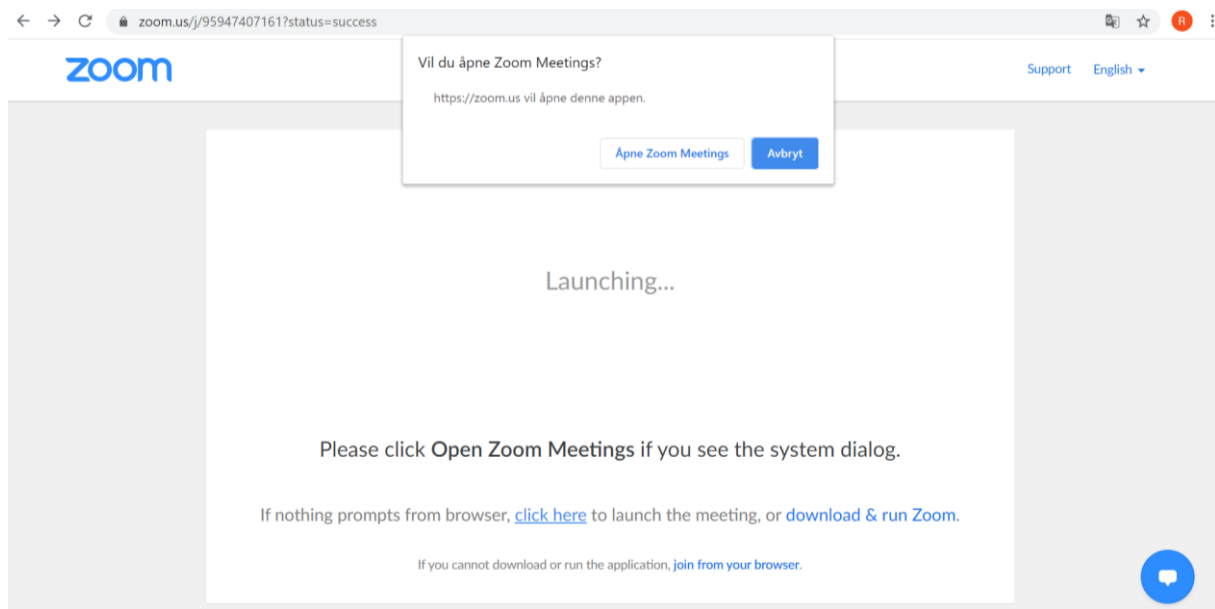 zoom.us/j/95947407161?status=success
R
zoom
Support English
Vil du åpne Zoom Meetings?
https://zoom.us vil åpne denne appen.
Åpne Zoom Meetings Avbryt
Launching...
Please click Open Zoom Meetings if you see the system dialog.
If nothing prompts from browser, click here to launch the meeting, or download & run Zoom.
If you cannot download or run the application, join from your browser.